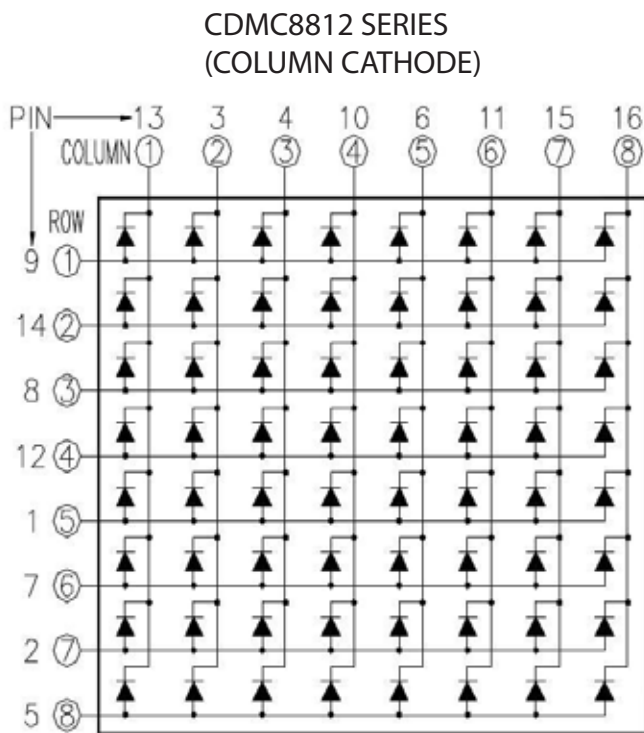 CDMC8812 SERIES
(COLUMN CATHODE)
PIN 13 3 4 10 6 11 15 16
COLUMN 1 2 3 4 5 6 7 8
ROW
9 1
14 2
8 3
12 4
1 5
7 6
2 7
5 8